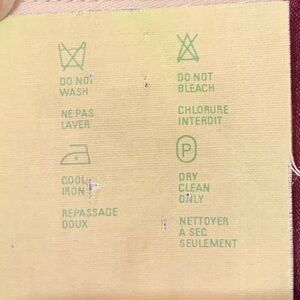 DO NOT
WASH
NE PAS
LAVER
DO NOT
BLEACH
CHLORURE
INTERDIT
COOL
IRON
REPASSAGE
DOUX
P
DRY
CLEAN
ONLY
NETTOYER
A SEC
SEULEMENT